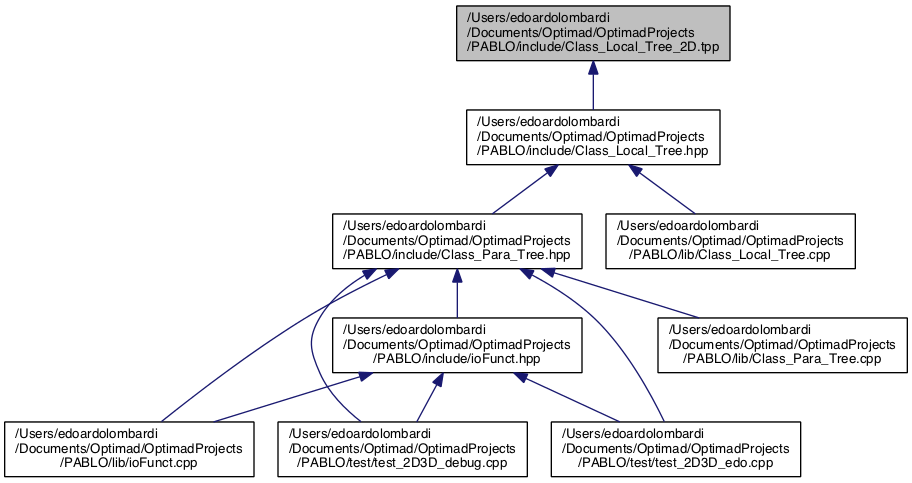 /Users/edoardolombardi
/Documents/Optimad/OptimadProjects
/PABLO/include/Class_Local_Tree_2D.tpp
/Users/edoardolombardi
/Documents/Optimad/OptimadProjects
/PABLO/include/Class_Local_Tree.hpp
/Users/edoardolombardi
/Documents/Optimad/OptimadProjects
/PABLO/include/Class_Para_Tree.hpp
/Users/edoardolombardi
/Documents/Optimad/OptimadProjects
/PABLO/lib/Class_Local_Tree.cpp
/Users/edoardolombardi
/Documents/Optimad/OptimadProjects
/PABLO/include/ioFunct.hpp
/Users/edoardolombardi
/Documents/Optimad/OptimadProjects
/PABLO/lib/Class_Para_Tree.cpp
/Users/edoardolombardi
/Documents/Optimad/OptimadProjects
/PABLO/lib/ioFunct.cpp
/Users/edoardolombardi
/Documents/Optimad/OptimadProjects
/PABLO/test/test_2D3D_debug.cpp
/Users/edoardolombardi
/Documents/Optimad/OptimadProjects
/PABLO/test/test_2D3D_edo.cpp